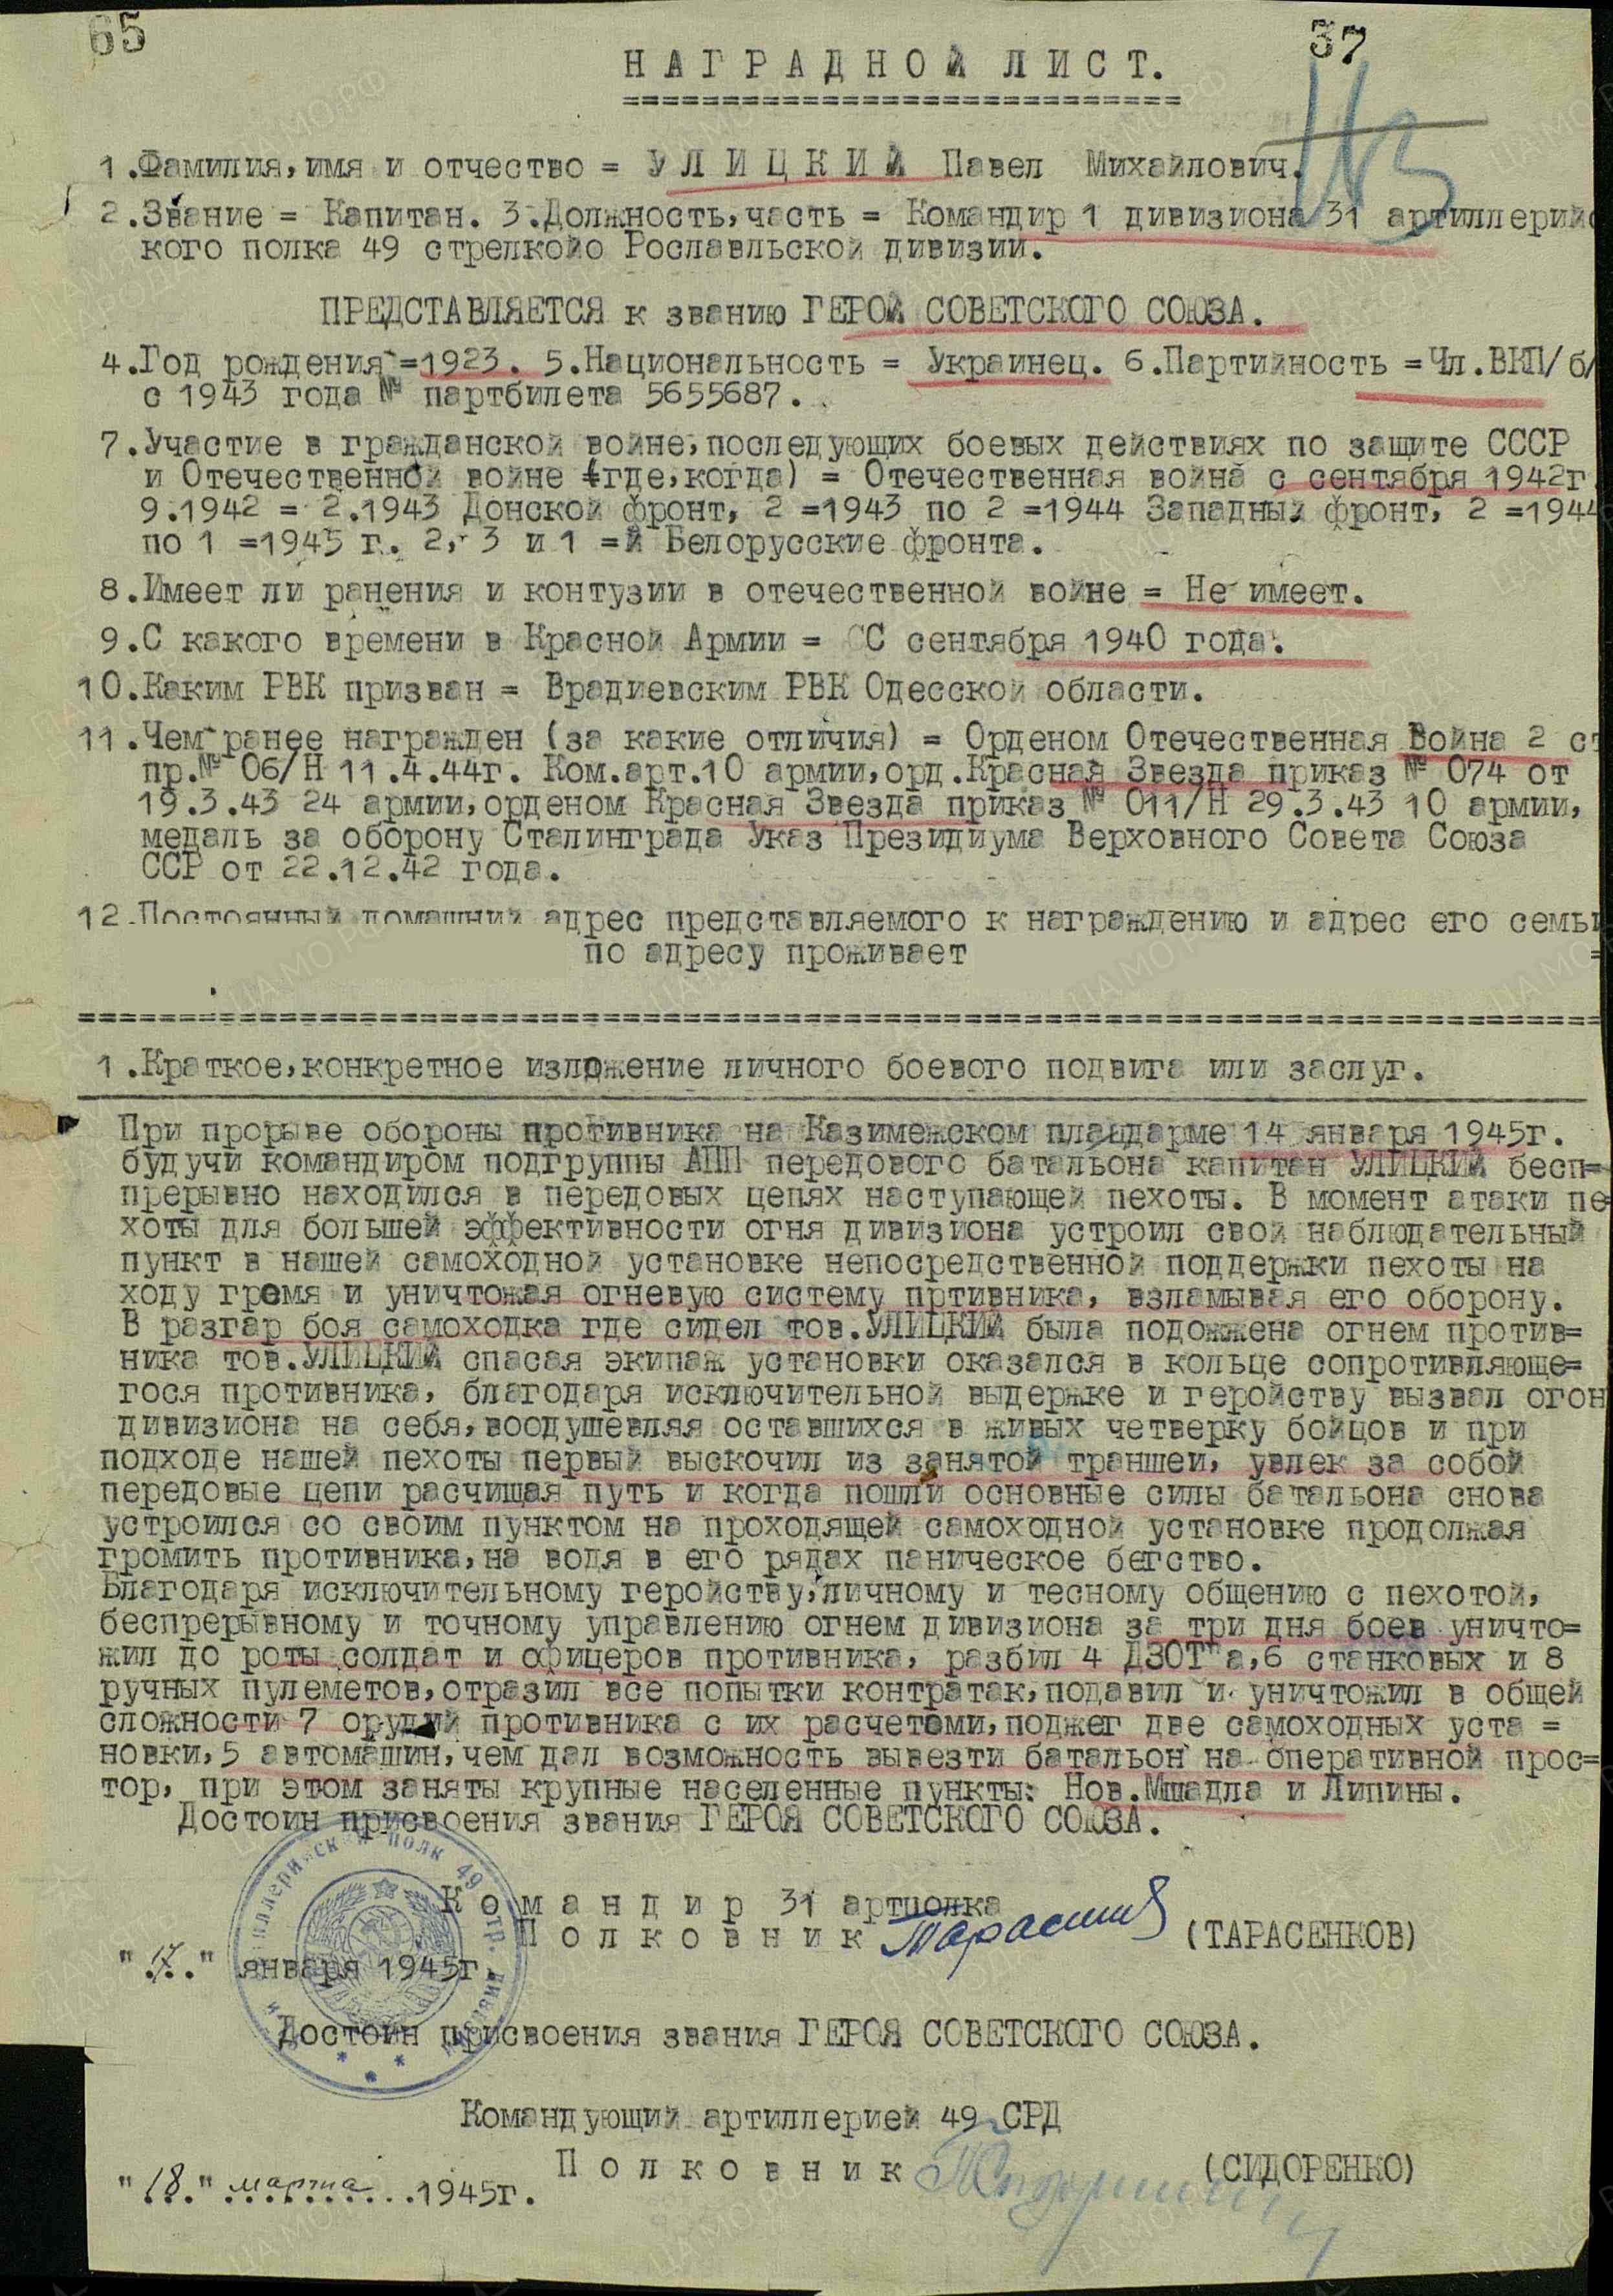 65
37
НАГРАДНОЙ ЛИСТ.
1.Фамилия,имя и отчество = УЛИЦКИЙ Павел Михайлович.
2.Звание = Капитан. 3.Должность,часть = Командир 1 дивизиона 31 артиллерийс
кого полка 49 стрелкойо Рославльской дивизии.
ПРЕДСТАВЛЯЕТСЯ к званию ГЕРОЙ СОВЕТСКОГО СОЮЗА.
4.Год рождения =1923. 5.Национальность = Украинец. 6.Партийность =Чл.ВКП/б/
с 1943 года № партбилета 5655687.
7.Участие в гражданской войне,последующих боевых действиях по защите СССР
и Отечественной войне (где,когда) = Отечественная война с сентября 1942г.
9.1942 = 2.1943 Донской фронт, 2 =1943 по 2 =1944 Западный фронт, 2 =1944
по 1 =1945 г. 2, 3 и 1 =й Белорусские фронта.
8.Имеет ли ранения и контузии в отечественной войне = Не имеет.
9.С какого времени в Красной Армии = СС сентября 1940 года.
10.Каким РВК призван = Врадиевским РВК Одесской области.
11.Чем ранее награжден (за какие отличия) = Орденом Отечественная Война 2 ст
пр.№ 06/Н 11.4.44г. Ком.арт.10 армии,орд.Красная Звезда приказ № 074 от
19.3.43 24 армии,орденом Красная Звезда приказ № 011/Н 29.3.43 10 армии,
медаль за оборону Сталинграда Указ Президиума Верховного Совета Союза
ССР от 22.12.42 года.
12.Постоянный домашний адрес представляемого к награждению и адрес его семьи
по адресу проживает
1.Краткое,конкретное изложение личного боевого подвига или заслуг.
При прорыве обороны противника на Казимежском плацдарме 14 января 1945г.
будучи командиром подгруппы АПП передового батальона капитан УЛИЦКИЙ бесп=
прерывно находился в передовых цепях наступающей пехоты. В момент атаки пе=
хоты для большей эффективности огня дивизиона устроил свой наблюдательный
пункт в нашей самоходной установке непосредственной поддержки пехоты на
ходу громя и уничтожая огневую систему пртивника, взламывая его оборону.
В разгар боя самоходка где сидел тов.УЛИЦКИЙ была подожжена огнем против=
ника тов.УЛИЦКИЙ спасая экипаж установки оказался в кольце сопротивляюще=
гося противника, благодаря исключительной выдержке и геройству вызвал огон
дивизиона на себя,воодушевляя оставшихся в живых четверку бойцов и при
подходе нашей пехоты первый выскочил из занятой траншеи, увлек за собой
передовые цепи расчищая путь и когда пошли основные силы батальона снова
устроился со своим пунктом на проходящей самоходной установке продолжая
громить противника,на водя в его рядах паническое бегство.
Благодаря исключительному геройству,личному и тесному общению с пехотой,
беспрерывному и точному управлению огнем дивизиона за три дня боев уничто=
жил до роты солдат и офицеров противника, разбил 4 ДЗОТ"а,6 станковых и 8
ручных пулеметов,отразил все попытки контратак,подавил и уничтожил в общей
сложности 7 орудий противника с их расчетоми,поджег две самоходных уста =
новки,5 автомашин,чем дал возможность вывезти батальон на оперативной прос=
тор, при этом заняты крупные населенные пункты: Нов.Мшадла и Липины.
Достоин присвоения звания ГЕРОЯ СОВЕТСКОГО СОЮЗА.
Командир 31 артполка
Полковник (ТАРАСЕНКОВ)
"17" января 1945г.
Достоин присвоения звания ГЕРОЯ СОВЕТСКОГО СОЮЗА.
Командующий артиллерией 49 СРД
Полковник (СИДОРЕНКО)
"18" марта 1945г.